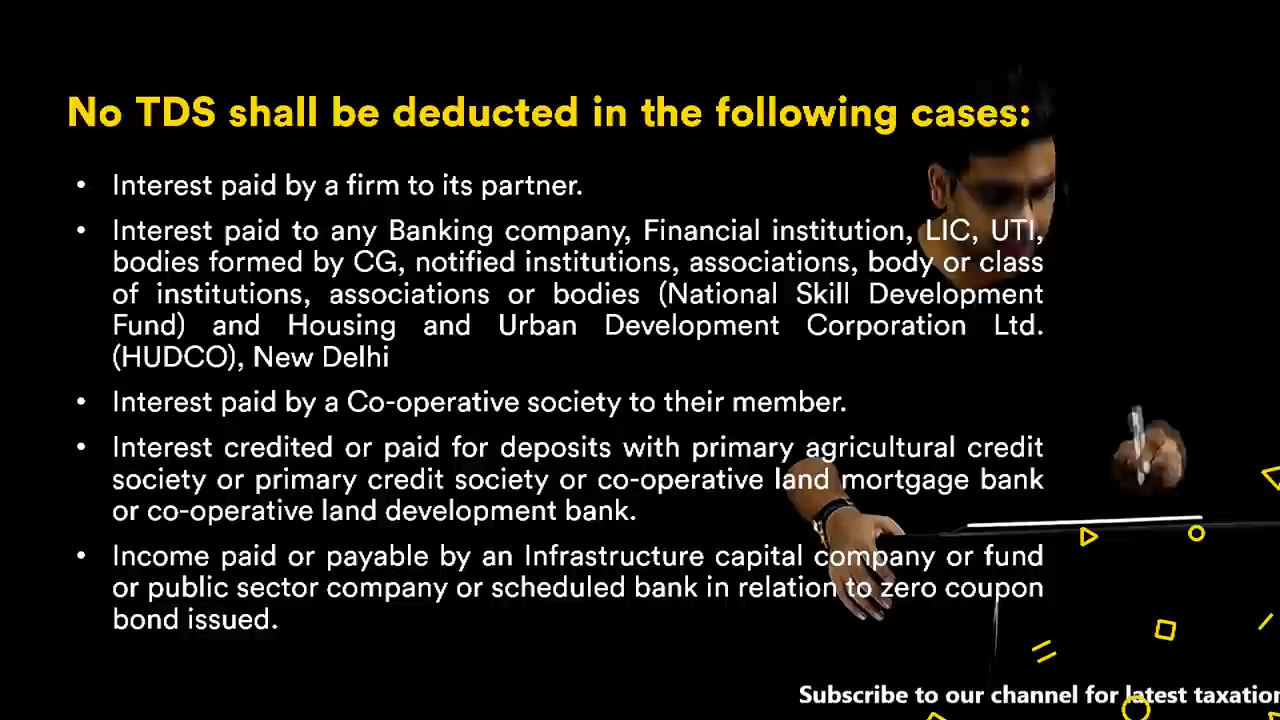 No TDS shall be deducted in the following cases:
• Interest paid by a firm to its partner.
• Interest paid to any Banking company, Financial institution, LIC, UTI,
bodies formed by CG, notified institutions, associations, body or class
of institutions, associations or bodies (National Skill Development
Fund) and Housing and Urban Development Corporation Ltd.
(HUDCO), New Delhi
• Interest paid by a Co-operative society to their member.
• Interest credited or paid for deposits with primary agricultural credit
society or primary credit society or co-operative land mortgage bank
or co-operative land development bank.
• Income paid or payable by an Infrastructure capital company or fund
or public sector company or scheduled bank in relation to zero coupon
bond issued.
Subscribe to our channel for latest taxation